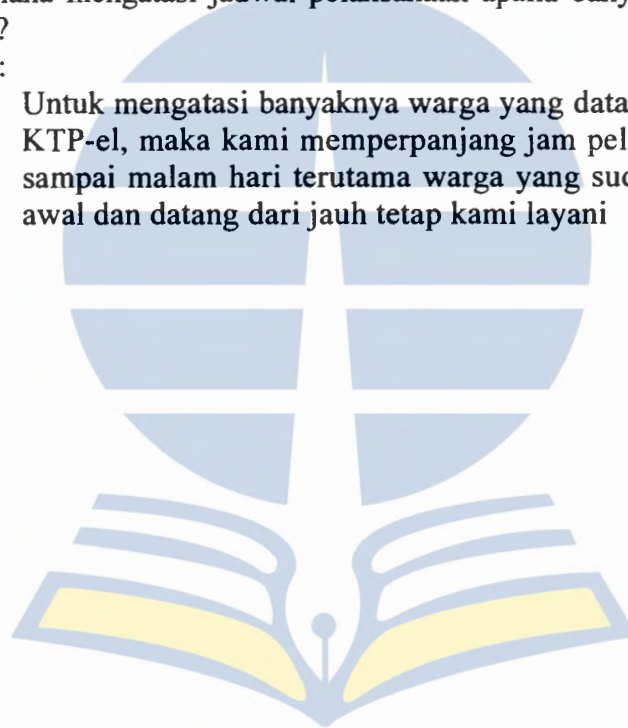 mengatasi jadwal pelaksanaan
?
:
Untuk mengatasi banyaknya warga yang data
KTP-el, maka kami memperpanjang jam pel
sampai malam hari terutama warga yang suc
awal dan datang dari jauh tetap kami layani